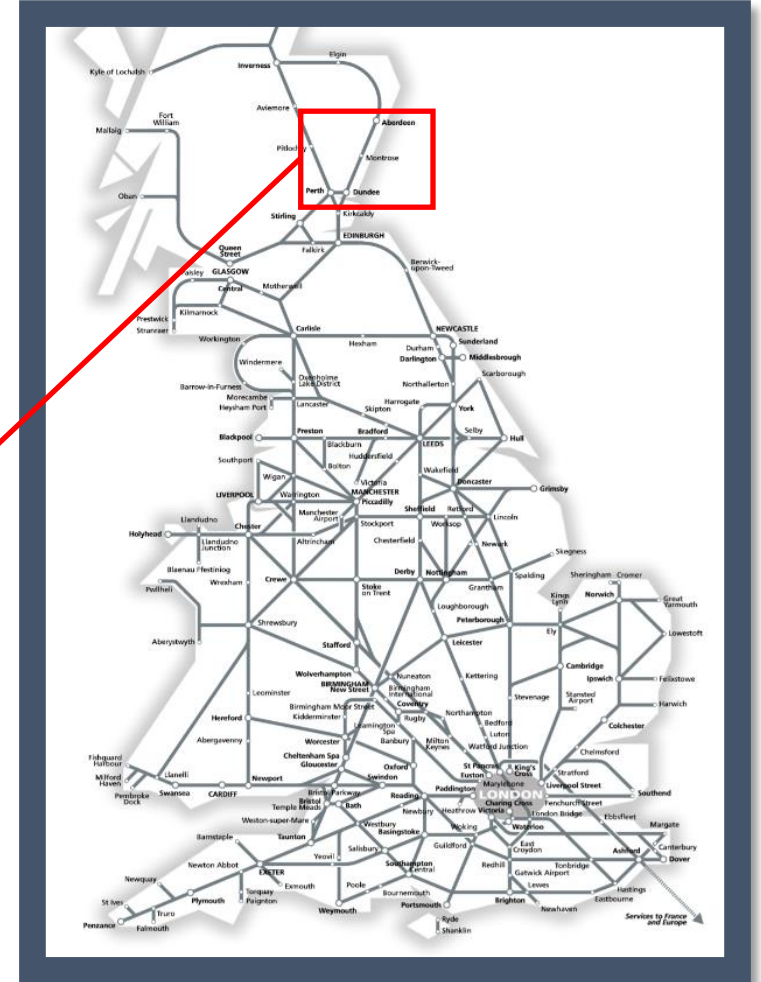 Elgin
Inverness
Kyle of Lochalsh
Aviemore
Fort
William
Mallaig
Aberdeen
Montrose
Perth
Dundee
Oban
Stirling
Kirkcaldy
Queen
Street
GLASGOW
Central
Falkirk
EDINBURGH
Berwick-
upon-Tweed
Motherwell
Prestwick
Stranraer
Kilmarnock
Carlisle
Hexham
NEWCASTLE
Sunderland
Durham
Darlington
Middlesbrough
Workington
Windermere
Oxenholme
Lake District
Barrow-in-Furness
Northallerton
Scarborough
Morecambe
Heysham Port
Lancaster
Skipton
Harrogate
York
Blackpool
Preston
Blackburn
Bradford
LEEDS
Selby
Hull
Southport
Bolton
Huddersfield
Wakefield
Wigan
Victoria
MANCHESTER
Piccadilly
Doncaster
Grimsby
LIVERPOOL
Warrington
Manchester
Airport
Stockport
Sheffield
Retford
Worksop
Lincoln
Llandudno
Holyhead
Llandudno
Junction
Chester
Altrincham
Chesterfield
Newark
Skegness
Blaenau Ffestiniog
Wrexham
Crewe
Stoke
on Trent
Derby
Nottingham
Grantham
Spalding
Sheringham
Cromer
Pwllheli
Loughborough
Kings
Lynn
Norwich
Great
Yarmouth
Aberystwyth
Shrewsbury
Stafford
Leicester
Peterborough
Ely
Lowestoft
Wolverhampton
BIRMINGHAM
New Street
Nuneaton
Birmingham
International
Kettering
Cambridge
Ipswich
Felixstowe
Leominster
Birmingham Moor Street
Kidderminster
Coventry
Rugby
Northampton
Stevenage
Stansted
Airport
Harwich
Hereford
Worcester
Leamington
Spa
Banbury
Milton
Keynes
Bedford
Luton
Colchester
Abergavenny
Cheltenham Spa
Gloucester
Oxford
Watford Junction
Chelmsford
Fishguard
Harbour
Milford
Haven
Pembroke
Dock
Llanelli
Swansea
CARDIFF
Newport
Bristol Parkway
Bristol
Temple Meads
Bath
Swindon
Reading
Paddington
St Pancras
Euston
King's
Cross
Marylebone
LONDON
Stratford
Liverpool Street
Southend
Fenchurch Street
Charing Cross
London Bridge
Ebbsfleet
Heathrow
Victoria
Waterloo
Weston-super-Mare
Westbury
Newbury
Basingstoke
Woking
Margate
Canterbury
Barnstaple
Taunton
Yeovil
Salisbury
Guildford
East
Croydon
Redhill
Gatwick Airport
Tonbridge
Ashford
Dover
Newton Abbot
EXETER
Exmouth
Southampton
Central
Lewes
Hastings
Eastbourne
Newquay
Torquay
Paignton
Poole
Bournemouth
Weymouth
Portsmouth
Brighton
Newhaven
St Ives
Plymouth
Truro
Penzance
Falmouth
Ryde
Shanklin
Services to France
and Europe